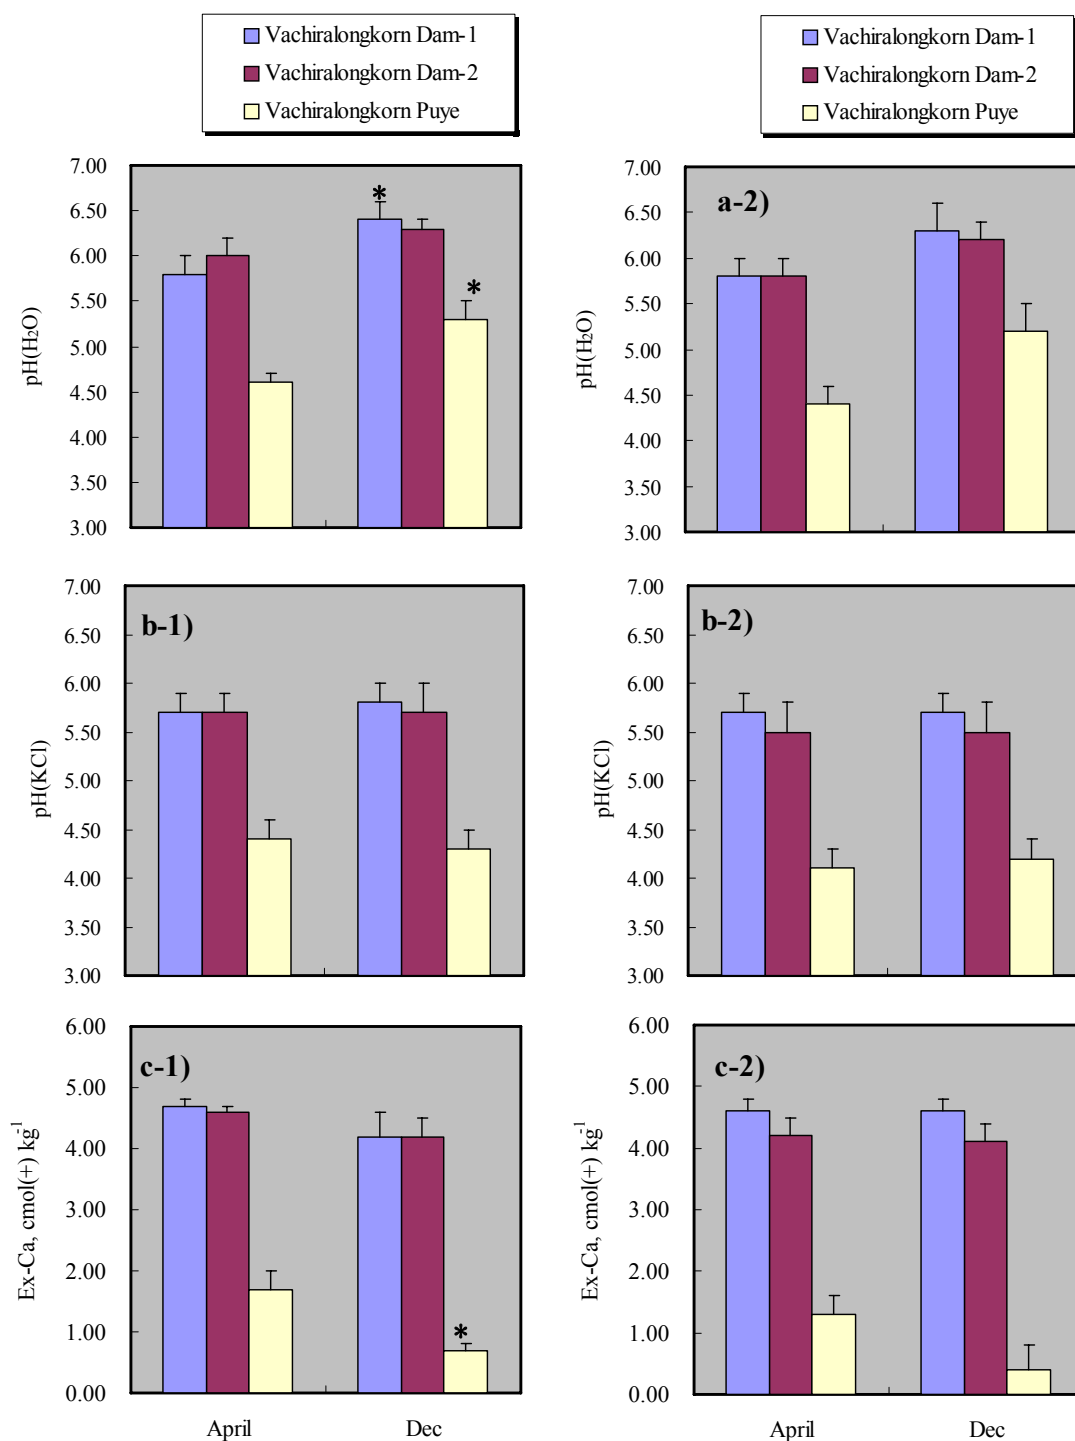 Vachiralongkorn Dam-1
Vachiralongkorn Dam-2
Vachiralongkorn Puye
Vachiralongkorn Dam-1
Vachiralongkorn Dam-2
Vachiralongkorn Puye
7.00
6.50
6.00
5.50
5.00
4.50
4.00
3.50
3.00
pH(H₂O)
*
*
a-2)
7.00
6.50
6.00
5.50
5.00
4.50
4.00
3.50
3.00
pH(H₂O)
b-1)
7.00
6.50
6.00
5.50
5.00
4.50
4.00
3.50
3.00
pH(KCl)
b-2)
7.00
6.50
6.00
5.50
5.00
4.50
4.00
3.50
3.00
pH(KCl)
c-1)
6.00
5.00
4.00
3.00
2.00
1.00
0.00
Ex-Ca, cmol(+) kg⁻¹
*
April Dec
c-2)
6.00
5.00
4.00
3.00
2.00
1.00
0.00
Ex-Ca, cmol(+) kg⁻¹
April Dec